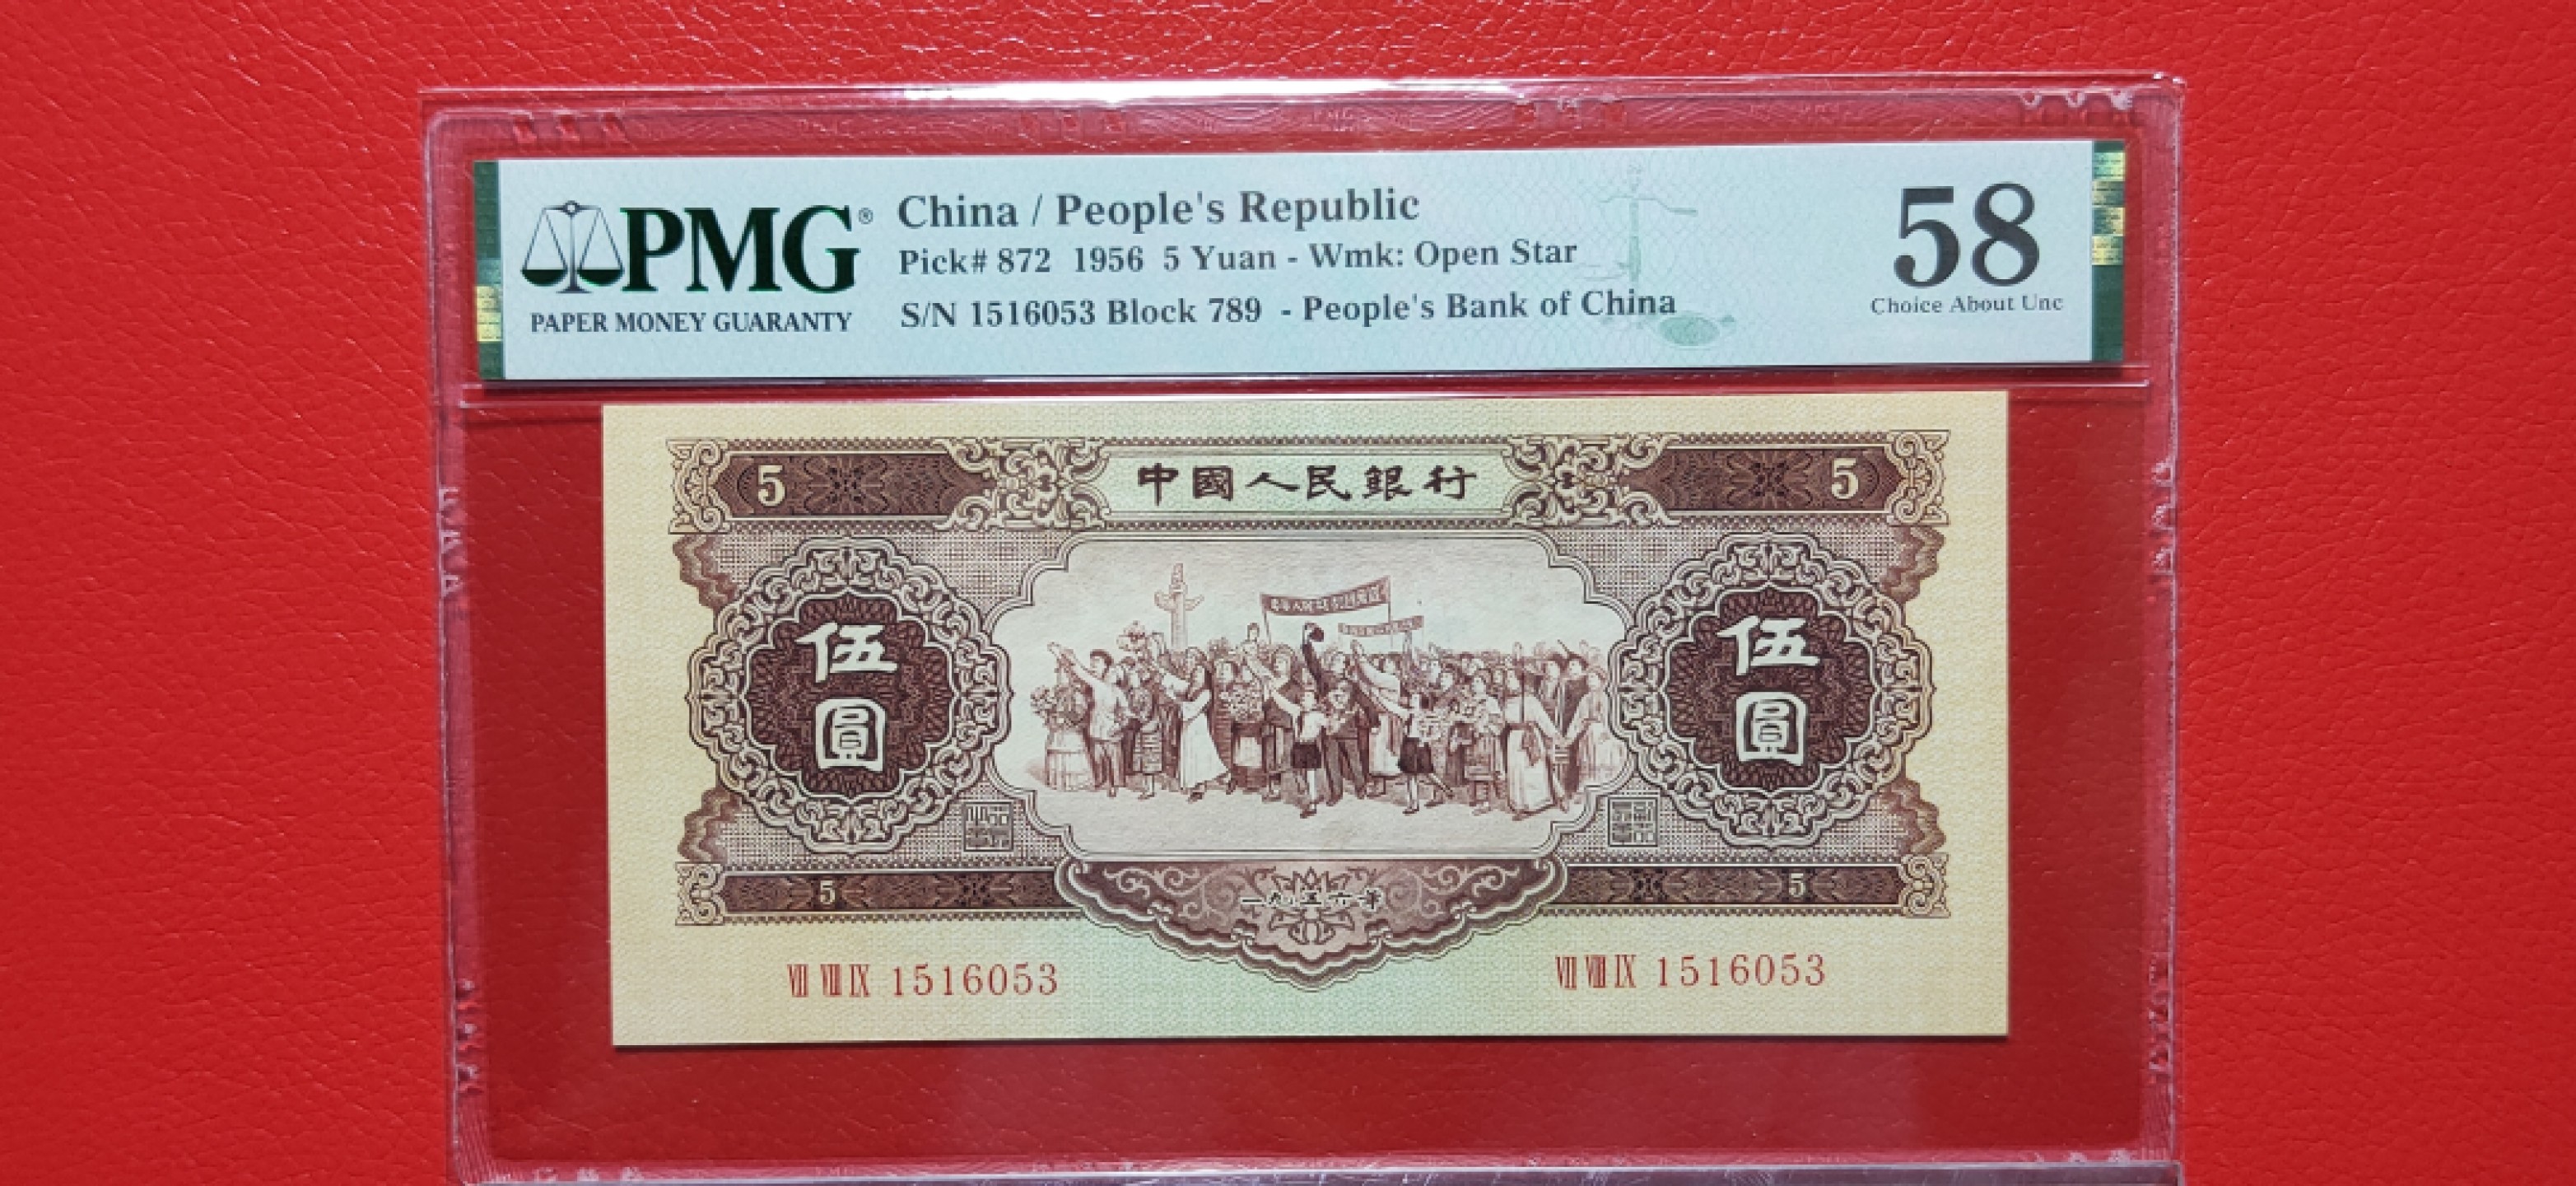 PMG®
PAPER MONEY GUARANTY
China / People's Republic
Pick# 872 1956 5 Yuan - Wmk: Open Star
S/N 1516053 Block 789 - People's Bank of China
58
Choice About Unc
5 中國人民銀行 5
伍圓
伍圓
5 一九五六年 5
Ⅶ Ⅷ Ⅸ 1516053
Ⅶ Ⅷ Ⅸ 1516053